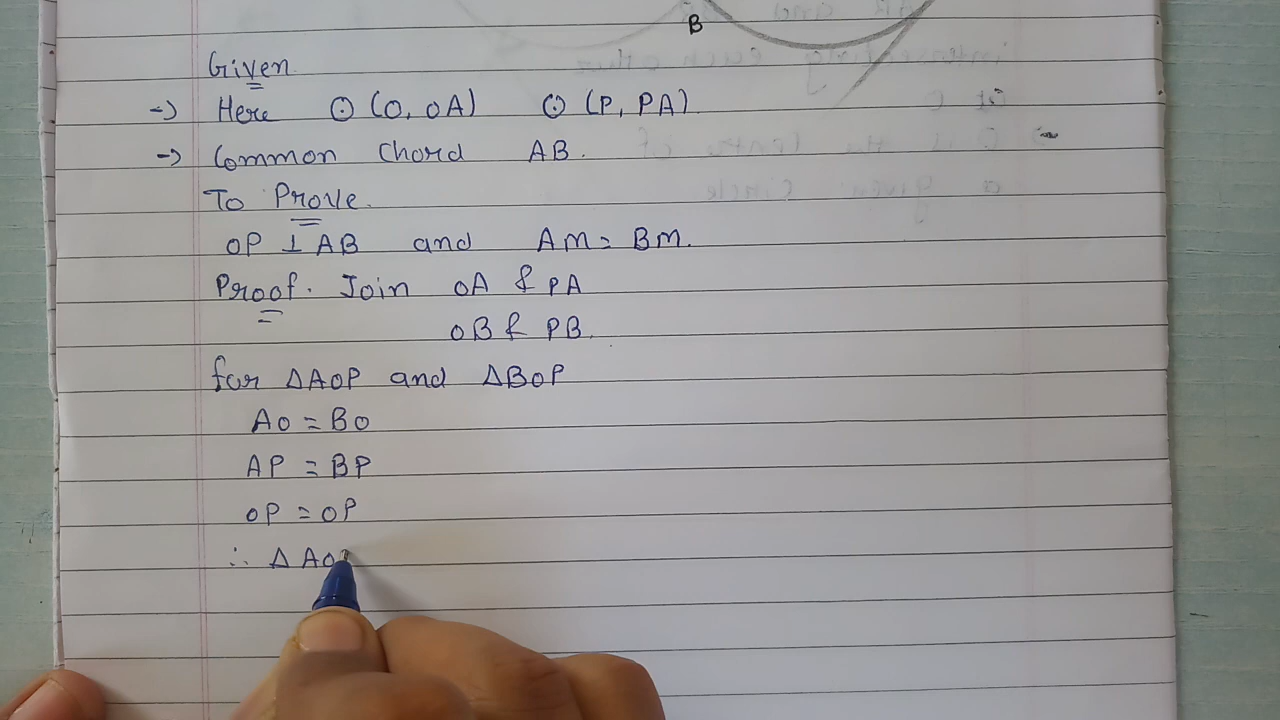 B
Given
-> Here ⊙ (O, OA) ⊙ (P, PA)
-> Common Chord AB.
To Prove.
OP ⊥ AB and AM = BM.
Proof. Join OA & PA
OB & PB.
for ΔAOP and ΔBOP
AO = BO
AP = BP
OP = OP
∴ Δ AO